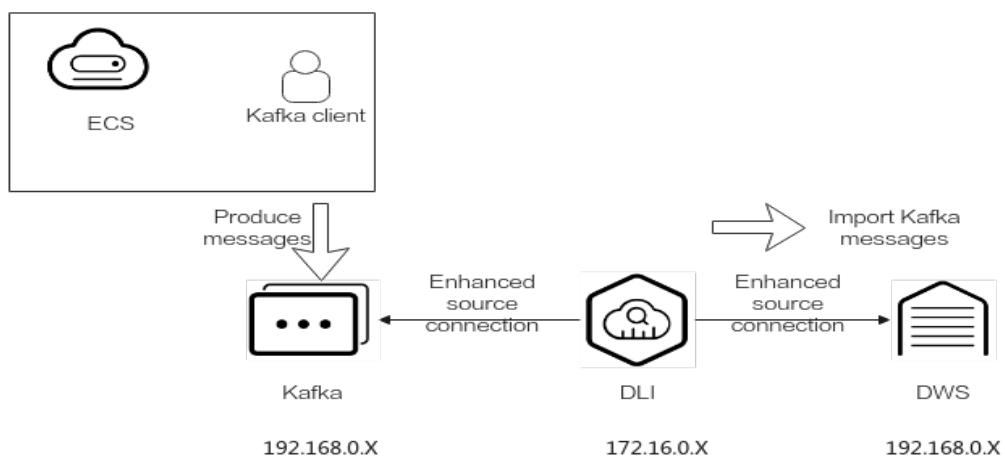 ECS
Kafka client
Produce
messages
Import Kafka
messages
Enhanced
source
connection
Enhanced
source
connection
Kafka
DLI
DWS
192.168.0.X
172.16.0.X
192.168.0.X